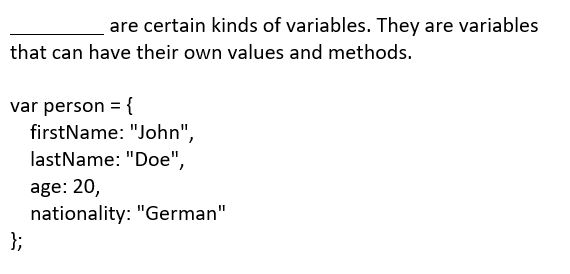 _________ are certain kinds of variables. They are variables
that can have their own values and methods.
var person = {
firstName: "John",
lastName: "Doe",
age: 20,
nationality: "German"
};